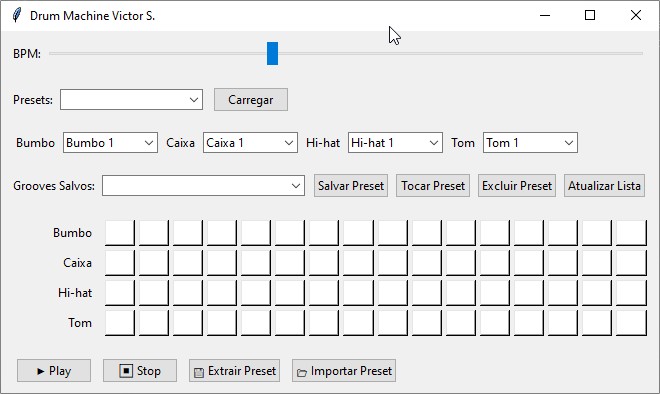 Drum Machine Victor S.
BPM:
Presets: Carregar
Bumbo Bumbo 1 Caixa Caixa 1 Hi-hat Hi-hat 1 Tom Tom 1
Grooves Salvos: Salvar Preset Tocar Preset Excluir Preset Atualizar Lista
Bumbo
Caixa
Hi-hat
Tom
Play Stop Extrair Preset Importar Preset